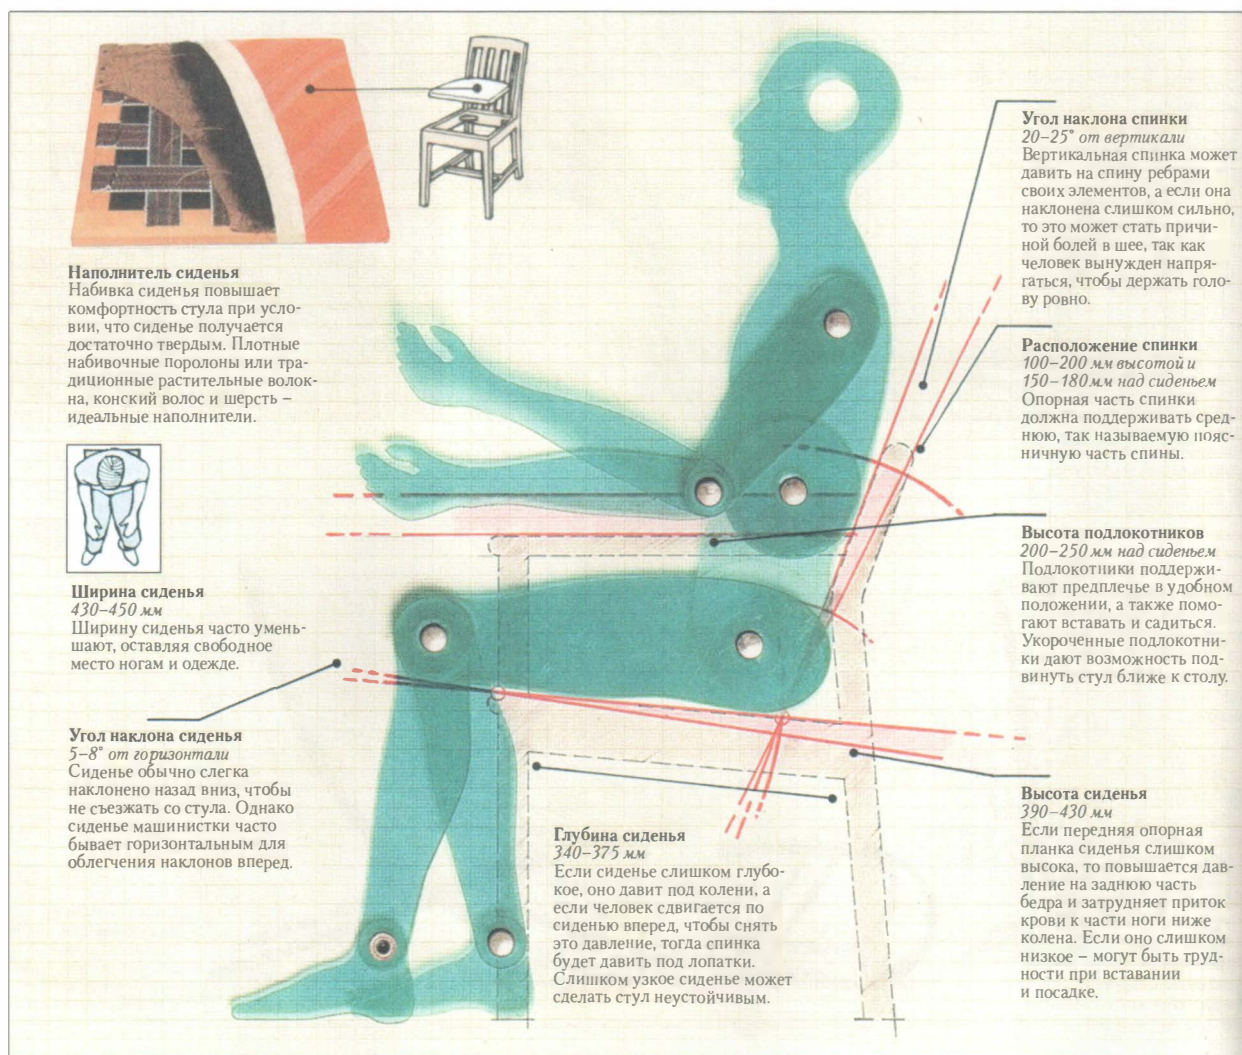 Наполнитель сиденья
Набивка сиденья повышает
комфортность стула при усло-
вии, что сиденье получается
достаточно твердым. Плотные
набивочные поролоны или тра-
диционные растительные волок-
на, конский волос и шерсть –
идеальные наполнители.
Ширина сиденья
430–450 мм
Ширину сиденья часто умень-
шают, оставляя свободное
место ногам и одежде.
Угол наклона сиденья
5–8° от горизонтали
Сиденье обычно слегка
наклонено назад вниз, чтобы
не съезжать со стула. Однако
сиденье машинистки часто
бывает горизонтальным для
облегчения наклонов вперед.
Глубина сиденья
340–375 мм
Если сиденье слишком глубо-
кое, оно давит под колени, а
если человек сдвигается по
сиденью вперед, чтобы снять
это давление, тогда спинка
будет давить под лопатки.
Слишком узкое сиденье может
сделать стул неустойчивым.
Угол наклона спинки
20–25° от вертикали
Вертикальная спинка может
давить на спину ребрами
своих элементов, а если она
наклонена слишком сильно,
то это может стать причи-
ной болей в шее, так как
человек вынужден напря-
гаться, чтобы держать голо-
ву ровно.
Расположение спинки
100–200 мм высотой и
150–180 мм над сиденьем
Опорная часть спинки
должна поддерживать сред-
нюю, так называемую пояс-
ничную часть спины.
Высота подлокотников
200–250 мм над сиденьем
Подлокотники поддержи-
вают предплечье в удобном
положении, а также помо-
гают вставать и садиться.
Укороченные подлокотни-
ки дают возможность под-
винуть стул ближе к столу.
Высота сиденья
390–430 мм
Если передняя опорная
планка сиденья слишком
высока, то повышается дав-
ление на заднюю часть
бедра и затрудняет приток
крови к части ноги ниже
колена. Если оно слишком
низкое – могут быть труд-
ности при вставании
и посадке.